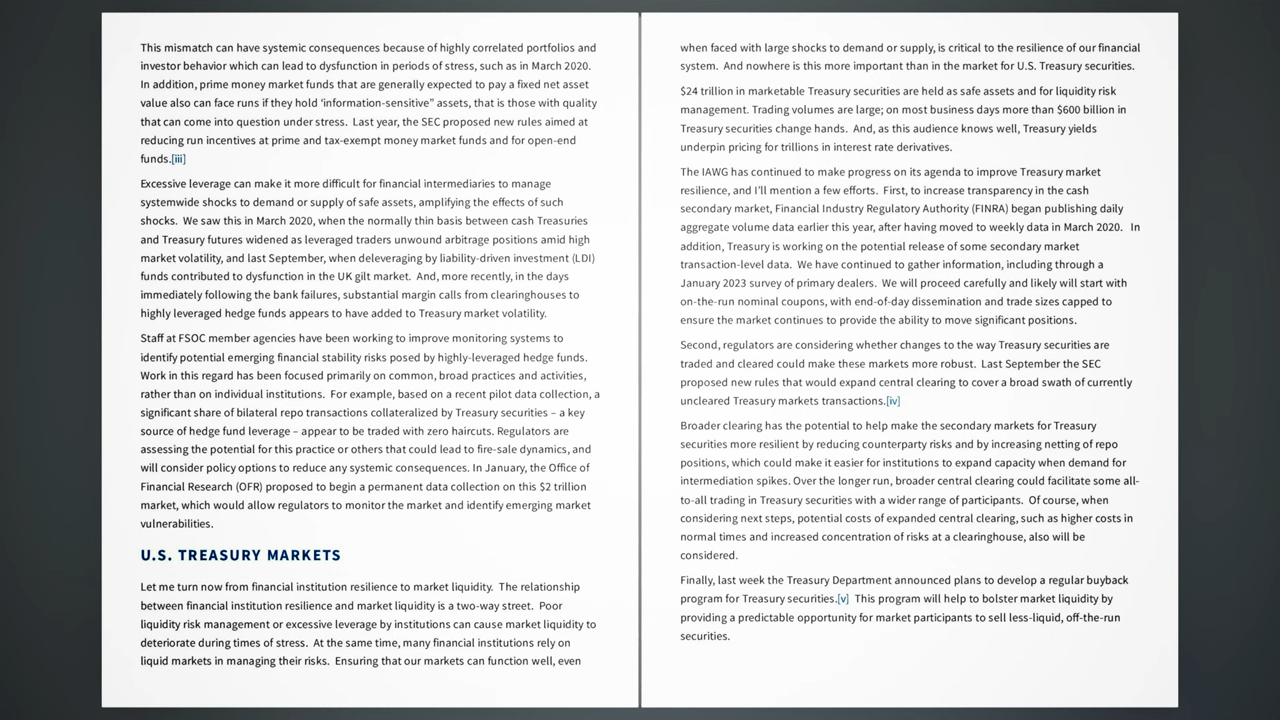 This mismatch can have systemic consequences because of highly correlated portfolios and
investor behavior which can lead to dysfunction in periods of stress, such as in March 2020.
In addition, prime money market funds that are generally expected to pay a fixed net asset
value also can face runs if they hold 'information-sensitive” assets, that is those with quality
that can come into question under stress.  Last year, the SEC proposed new rules aimed at
reducing run incentives at prime and tax-exempt money market funds and for open-end
funds.[iii]
Excessive leverage can make it more difficult for financial intermediaries to manage
systemwide shocks to demand or supply of safe assets, amplifying the effects of such
shocks.  We saw this in March 2020, when the normally thin basis between cash Treasuries
and Treasury futures widened as leveraged traders unwound arbitrage positions amid high
market volatility, and last September, when deleveraging by liability-driven investment (LDI)
funds contributed to dysfunction in the UK gilt market.  And, more recently, in the days
immediately following the bank failures, substantial margin calls from clearinghouses to
highly leveraged hedge funds appears to have added to Treasury market volatility.
Staff at FSOC member agencies have been working to improve monitoring systems to
identify potential emerging financial stability risks posed by highly-leveraged hedge funds.
Work in this regard has been focused primarily on common, broad practices and activities,
rather than on individual institutions.  For example, based on a recent pilot data collection, a
significant share of bilateral repo transactions collateralized by Treasury securities – a key
source of hedge fund leverage – appear to be traded with zero haircuts. Regulators are
assessing the potential for this practice or others that could lead to fire-sale dynamics, and
will consider policy options to reduce any systemic consequences. In January, the Office of
Financial Research (OFR) proposed to begin a permanent data collection on this $2 trillion
market, which would allow regulators to monitor the market and identify emerging market
vulnerabilities.
U.S. TREASURY MARKETS
Let me turn now from financial institution resilience to market liquidity.  The relationship
between financial institution resilience and market liquidity is a two-way street.  Poor
liquidity risk management or excessive leverage by institutions can cause market liquidity to
deteriorate during times of stress.  At the same time, many financial institutions rely on
liquid markets in managing their risks.  Ensuring that our markets can function well, even
when faced with large shocks to demand or supply, is critical to the resilience of our financial
system.  And nowhere is this more important than in the market for U.S. Treasury securities.
$24 trillion in marketable Treasury securities are held as safe assets and for liquidity risk
management. Trading volumes are large; on most business days more than $600 billion in
Treasury securities change hands.  And, as this audience knows well, Treasury yields
underpin pricing for trillions in interest rate derivatives.
The IAWG has continued to make progress on its agenda to improve Treasury market
resilience, and I'll mention a few efforts.  First, to increase transparency in the cash
secondary market, Financial Industry Regulatory Authority (FINRA) began publishing daily
aggregate volume data earlier this year, after having moved to weekly data in March 2020.   In
addition, Treasury is working on the potential release of some secondary market
transaction-level data.  We have continued to gather information, including through a
January 2023 survey of primary dealers.  We will proceed carefully and likely will start with
on-the-run nominal coupons, with end-of-day dissemination and trade sizes capped to
ensure the market continues to provide the ability to move significant positions.
Second, regulators are considering whether changes to the way Treasury securities are
traded and cleared could make these markets more robust.  Last September the SEC
proposed new rules that would expand central clearing to cover a broad swath of currently
uncleared Treasury markets transactions.[iv]
Broader clearing has the potential to help make the secondary markets for Treasury
securities more resilient by reducing counterparty risks and by increasing netting of repo
positions, which could make it easier for institutions to expand capacity when demand for
intermediation spikes. Over the longer run, broader central clearing could facilitate some all-
to-all trading in Treasury securities with a wider range of participants.  Of course, when
considering next steps, potential costs of expanded central clearing, such as higher costs in
normal times and increased concentration of risks at a clearinghouse, also will be
considered.
Finally, last week the Treasury Department announced plans to develop a regular buyback
program for Treasury securities.[v]  This program will help to bolster market liquidity by
providing a predictable opportunity for market participants to sell less-liquid, off-the-run
securities.